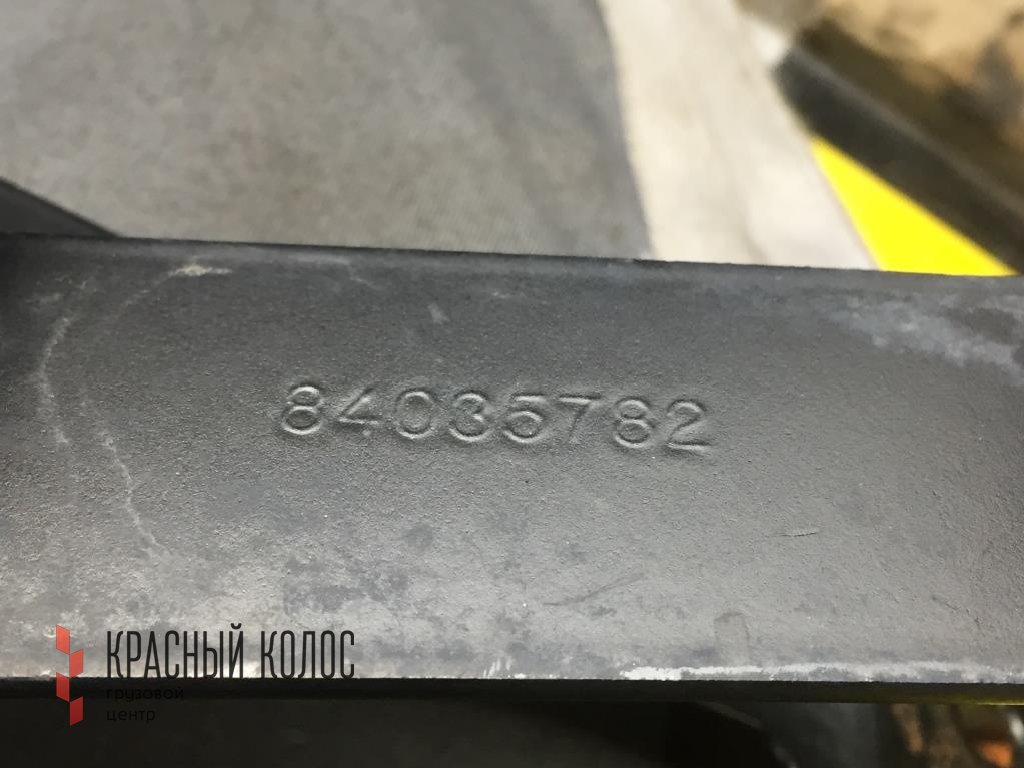 84035782
КРАСНЫЙ КОЛОС
грузовой
центр